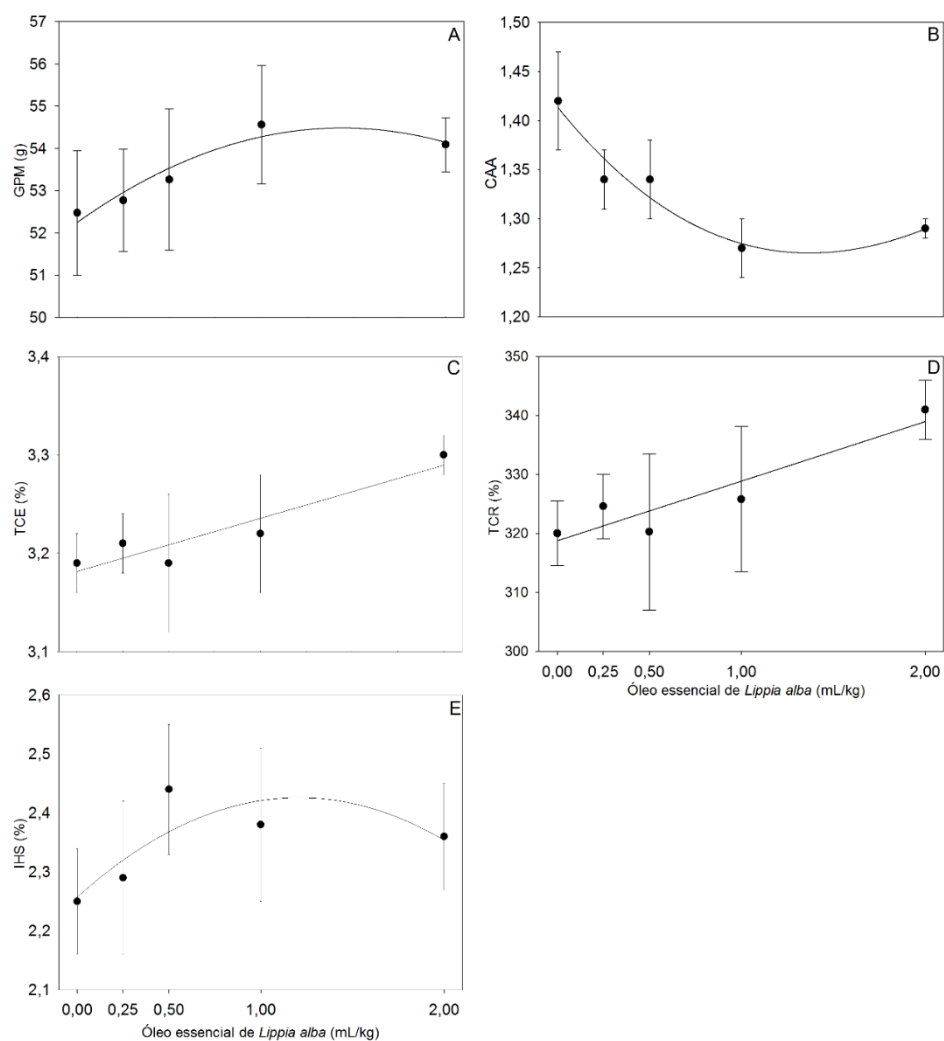 A
57
56
55
54
53
52
51
50
GPM (g)
B
1,50
1,45
1,40
1,35
1,30
1,25
1,20
CAA
C
3,4
3,3
3,2
3,1
TCE (%)
D
350
340
330
320
310
300
TCR (%)
0,00 0,25 0,50 1,00 2,00
Óleo essencial de Lippia alba (mL/kg)
E
2,6
2,5
2,4
2,3
2,2
2,1
IHS (%)
0,00 0,25 0,50 1,00 2,00
Óleo essencial de Lippia alba (mL/kg)